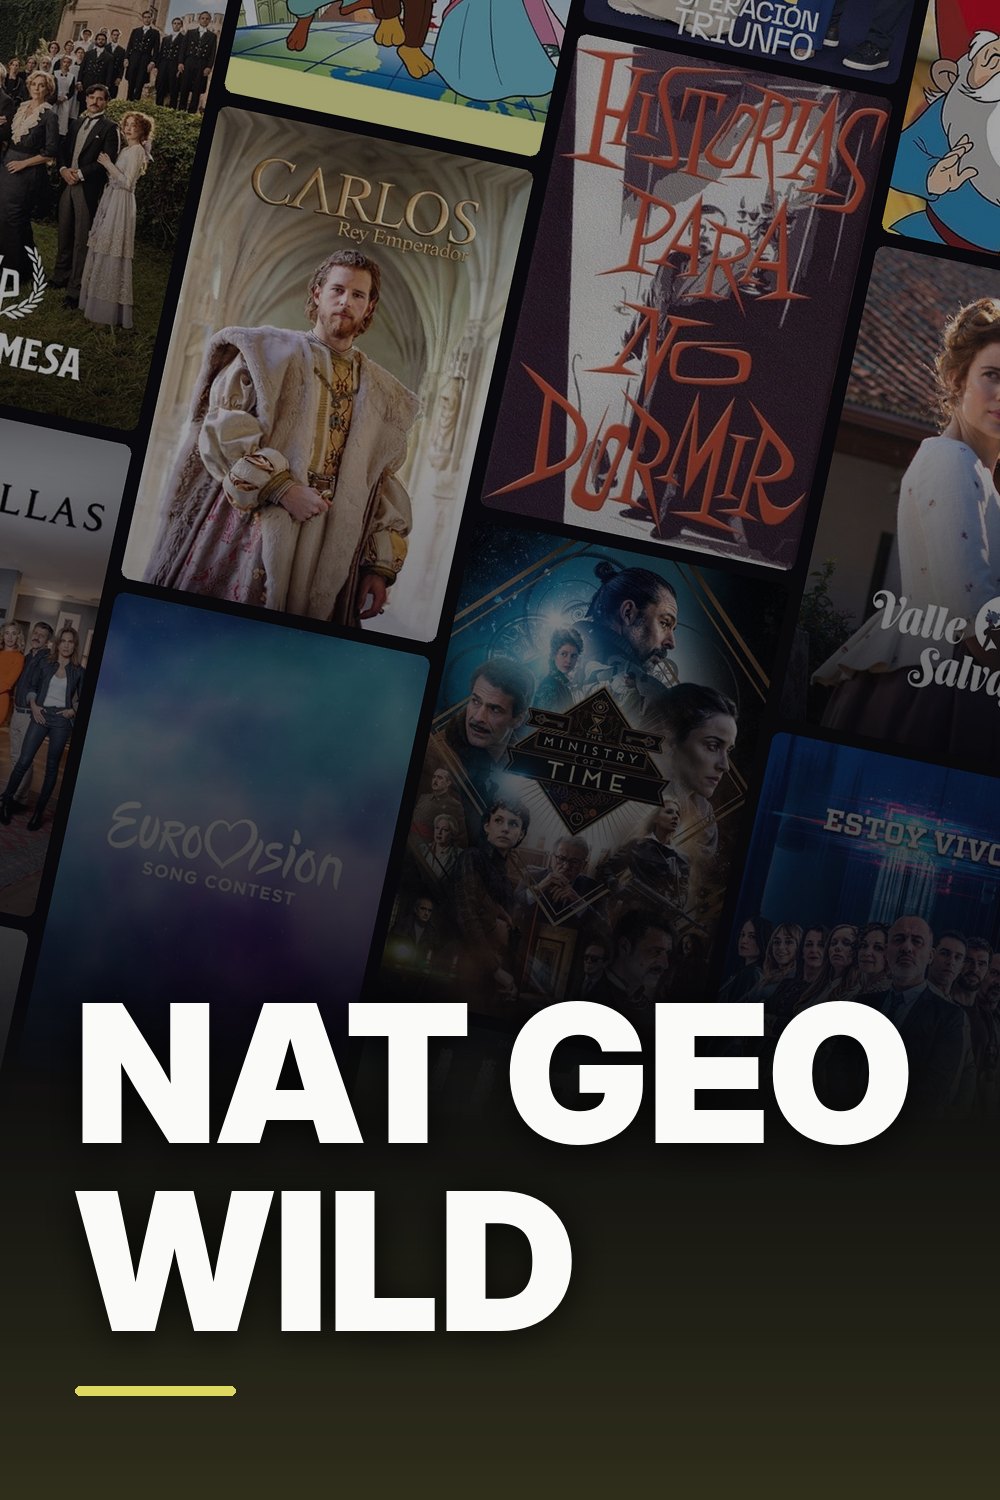 OPERACIÓN
TRIUNFO
HISTORIAS
PARA
NO
DORMIR
CARLOS
Rey Emperador
MESA
LLAS
Valle
Salva
THE
MINISTRY
OF
TIME
EUROVISION
SONG CONTEST
ESTOY VIVO
NAT GEO
WILD